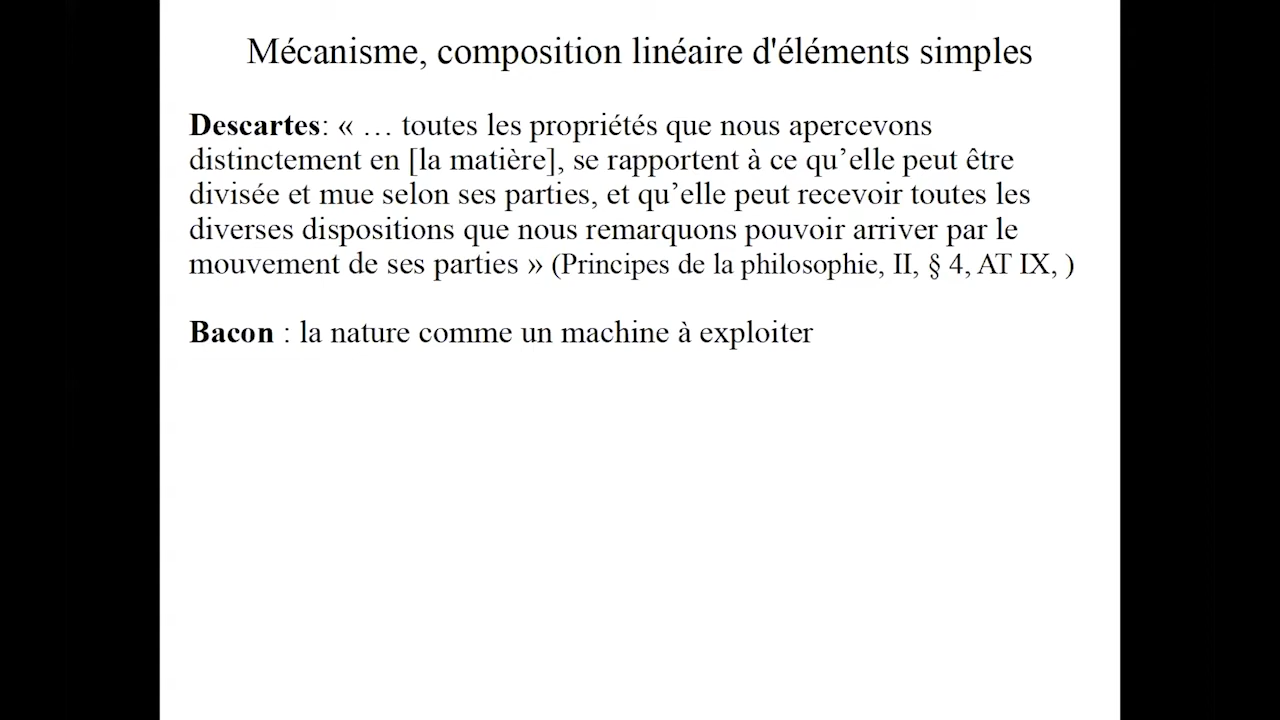 Mécanisme, composition linéaire d'éléments simples
Descartes: « … toutes les propriétés que nous apercevons
distinctement en [la matière], se rapportent à ce qu’elle peut être
divisée et mue selon ses parties, et qu’elle peut recevoir toutes les
diverses dispositions que nous remarquons pouvoir arriver par le
mouvement de ses parties » (Principes de la philosophie, II, § 4, AT IX, )
Bacon : la nature comme un machine à exploiter